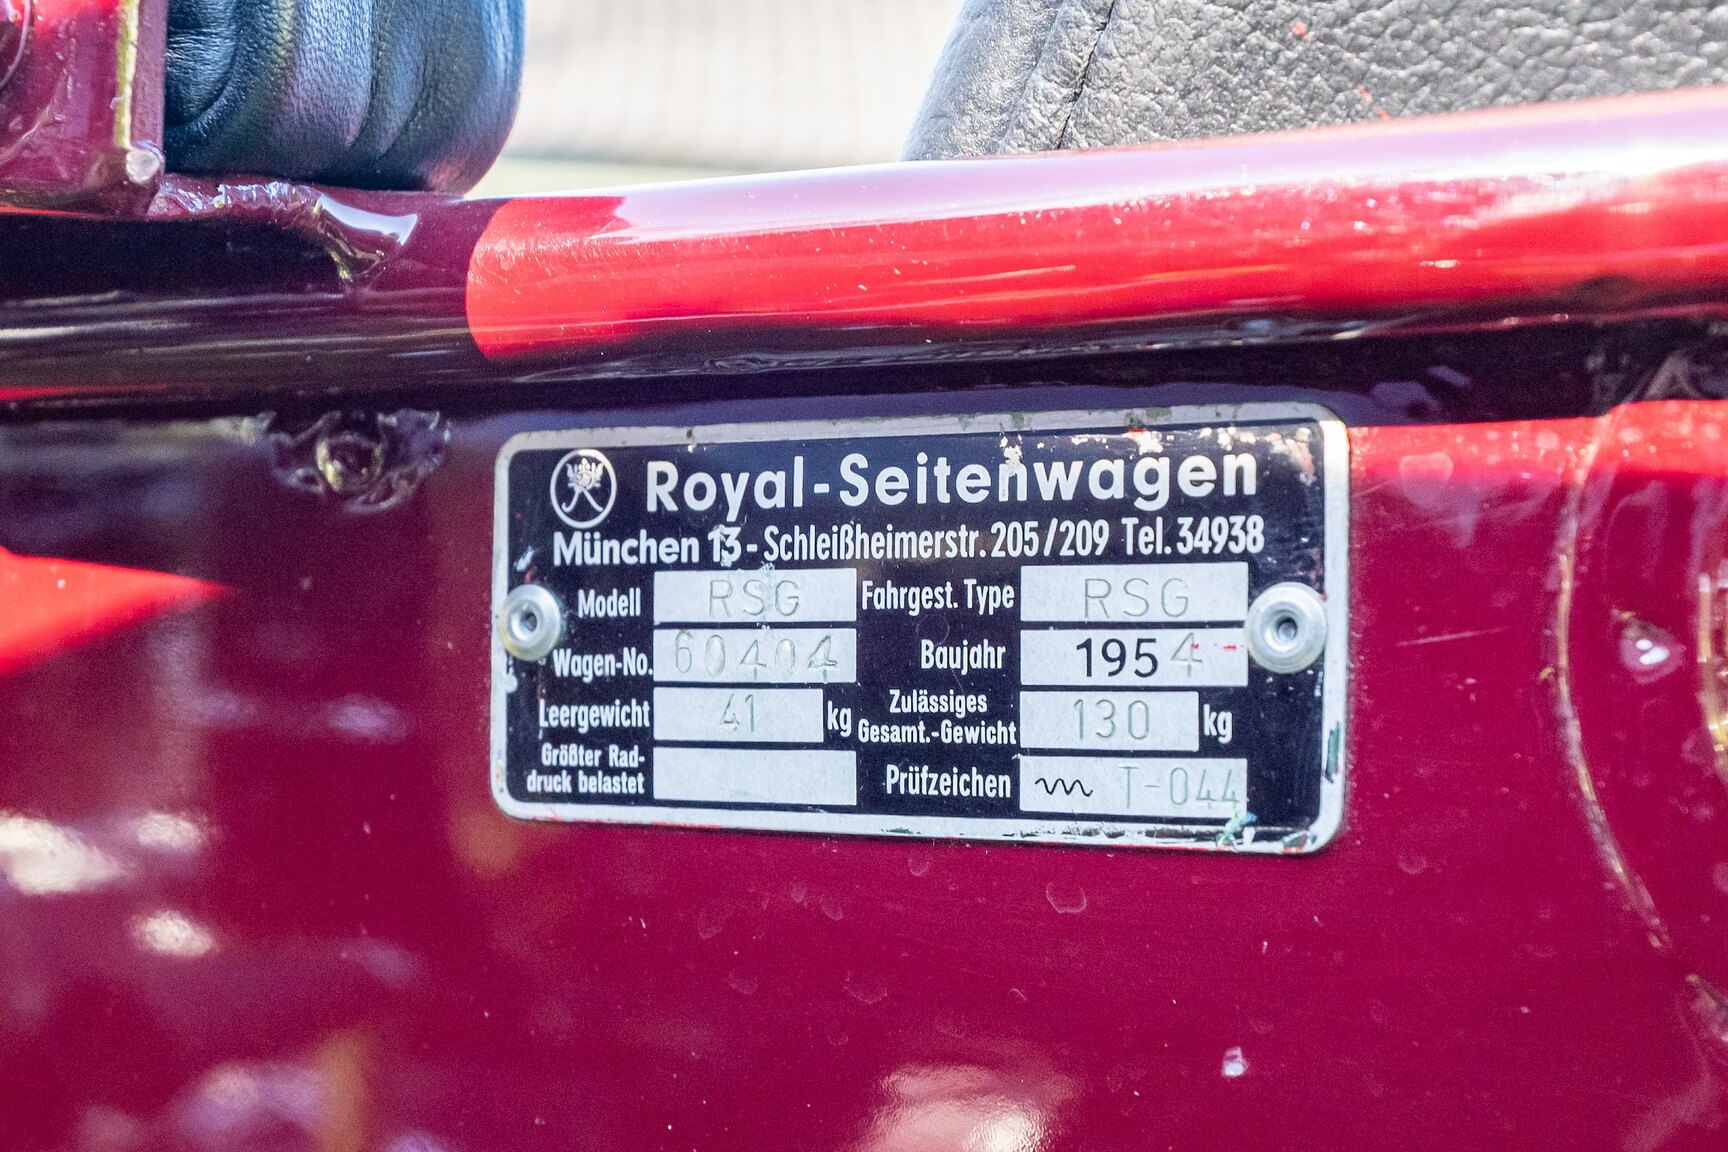 Royal-Seitenwagen
München 13 - Schleißheimerstr. 205/209 Tel. 34938
Modell RSG Fahrgest. Type RSG
Wagen-No. 60404 Baujahr 1954
Leergewicht 41 kg Zulässiges Gesamt.-Gewicht 130 kg
Größter Rad-
druck belastet
Prüfzeichen T-044